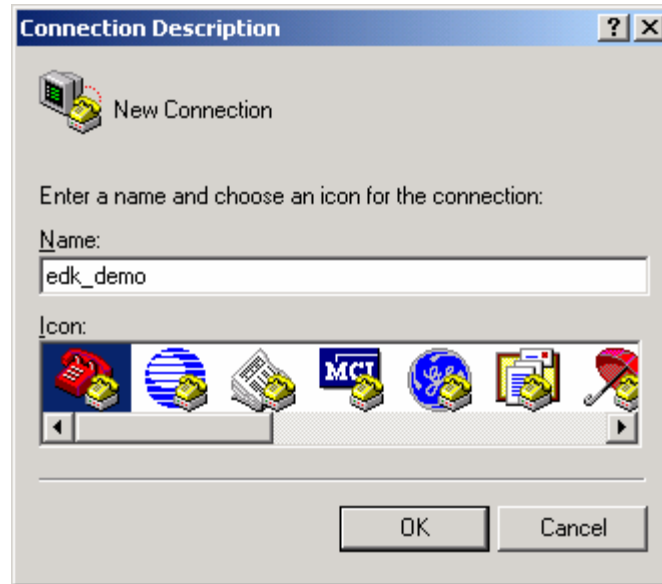 Connection Description
New Connection
Enter a name and choose an icon for the connection:
Name:
edk_demo
Icon:
MCI
OK Cancel